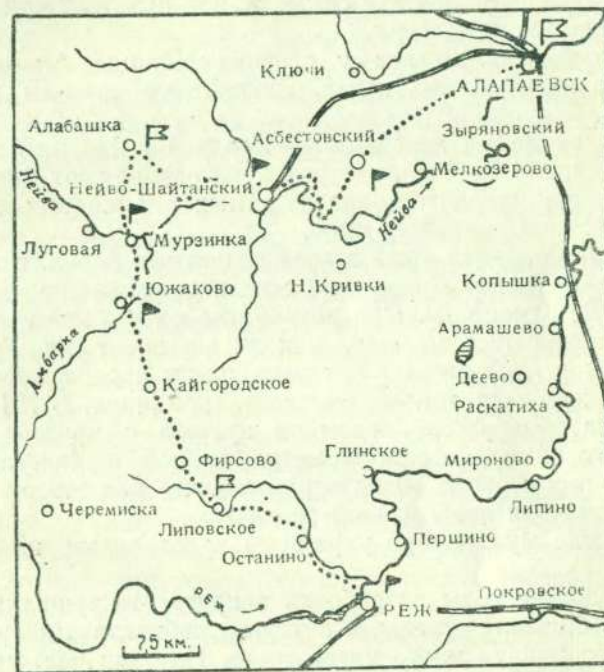 Ключи
АЛАПАЕВСК
Алабашка
Асбестовский
Зыряновский
Нейво-Шайтанский
Мелкозерово
Нейва
Нейва
Луговая
Мурзинка
Н. Кривки
Южаково
Копышка
Амбарка
Арамашево
Кайгородское
Деево
Раскатиха
Глинское
Мироново
Фирсово
Черемиска
Липовское
Липино
Останино
Першино
РЕЖ
РЕЖ
Покровское
7,5 км.